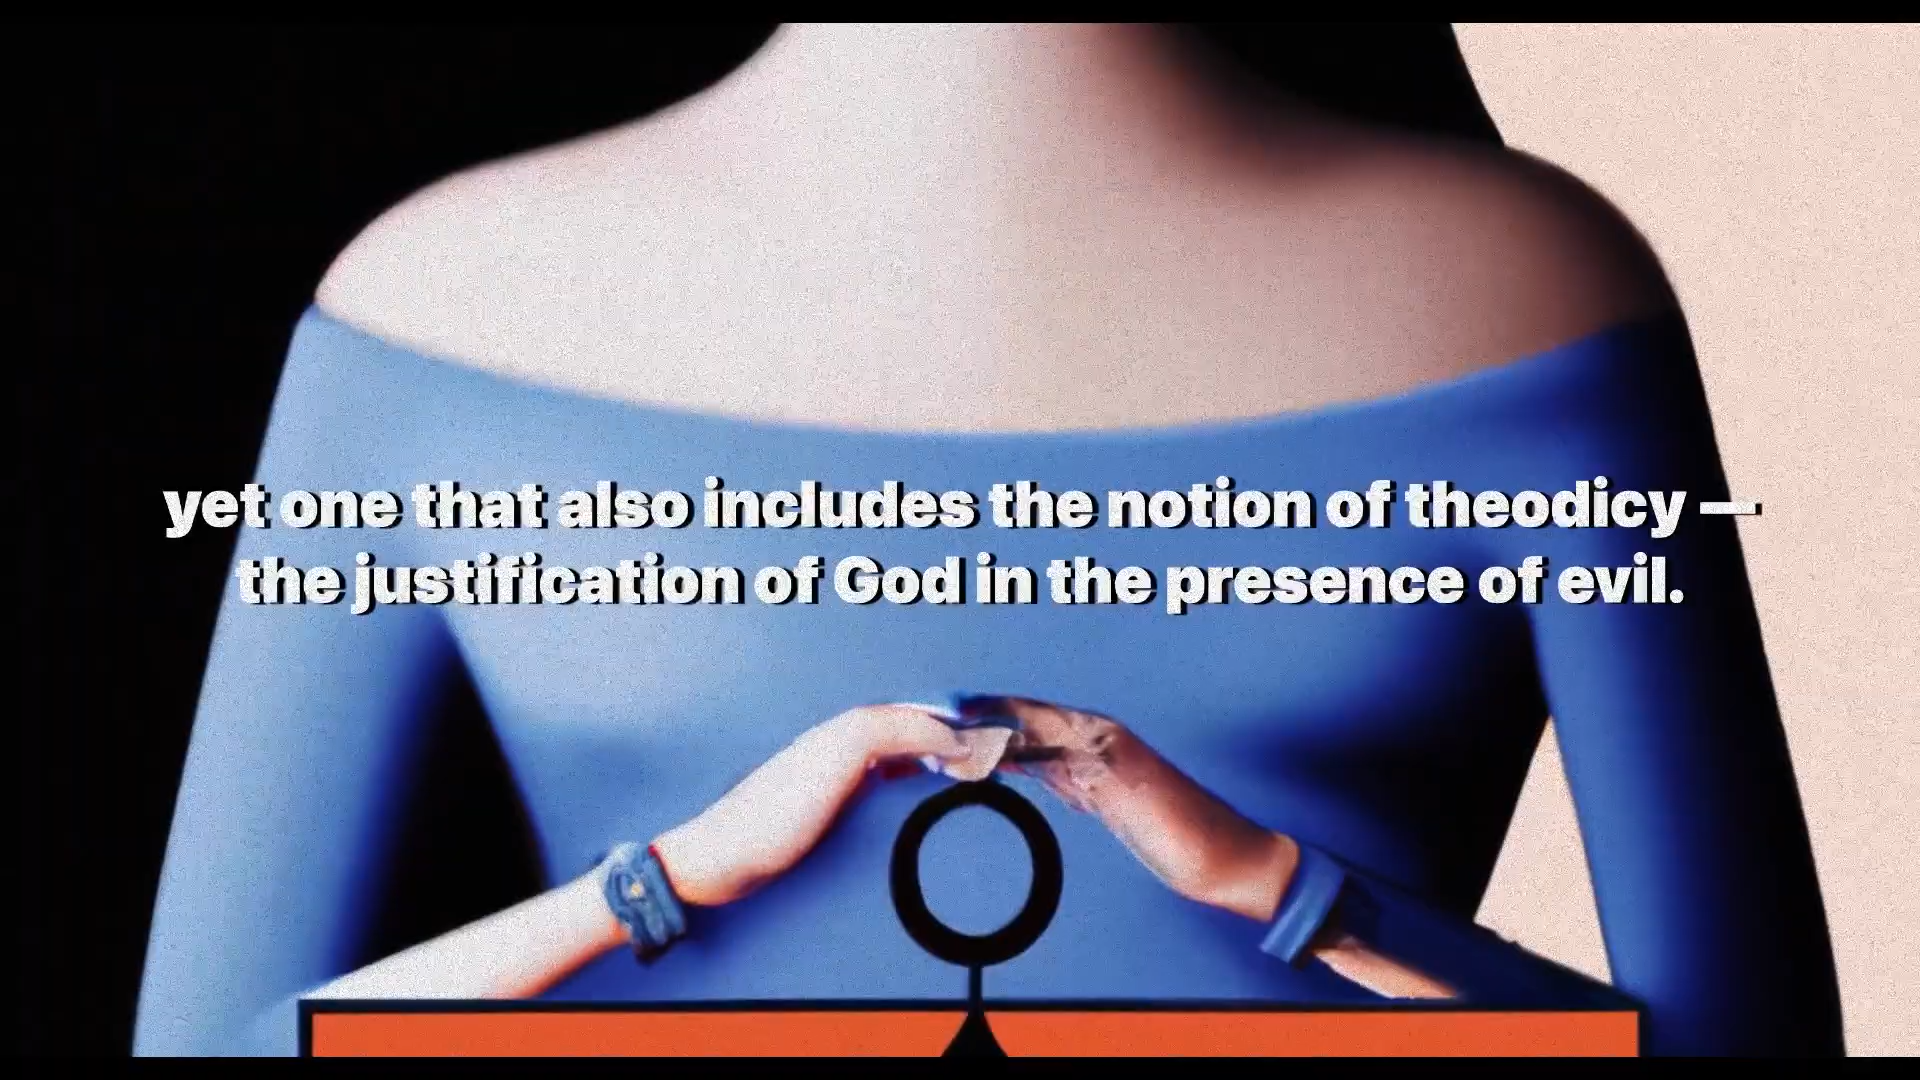 yet one that also includes the notion of theodicy —
the justification of God in the presence of evil.